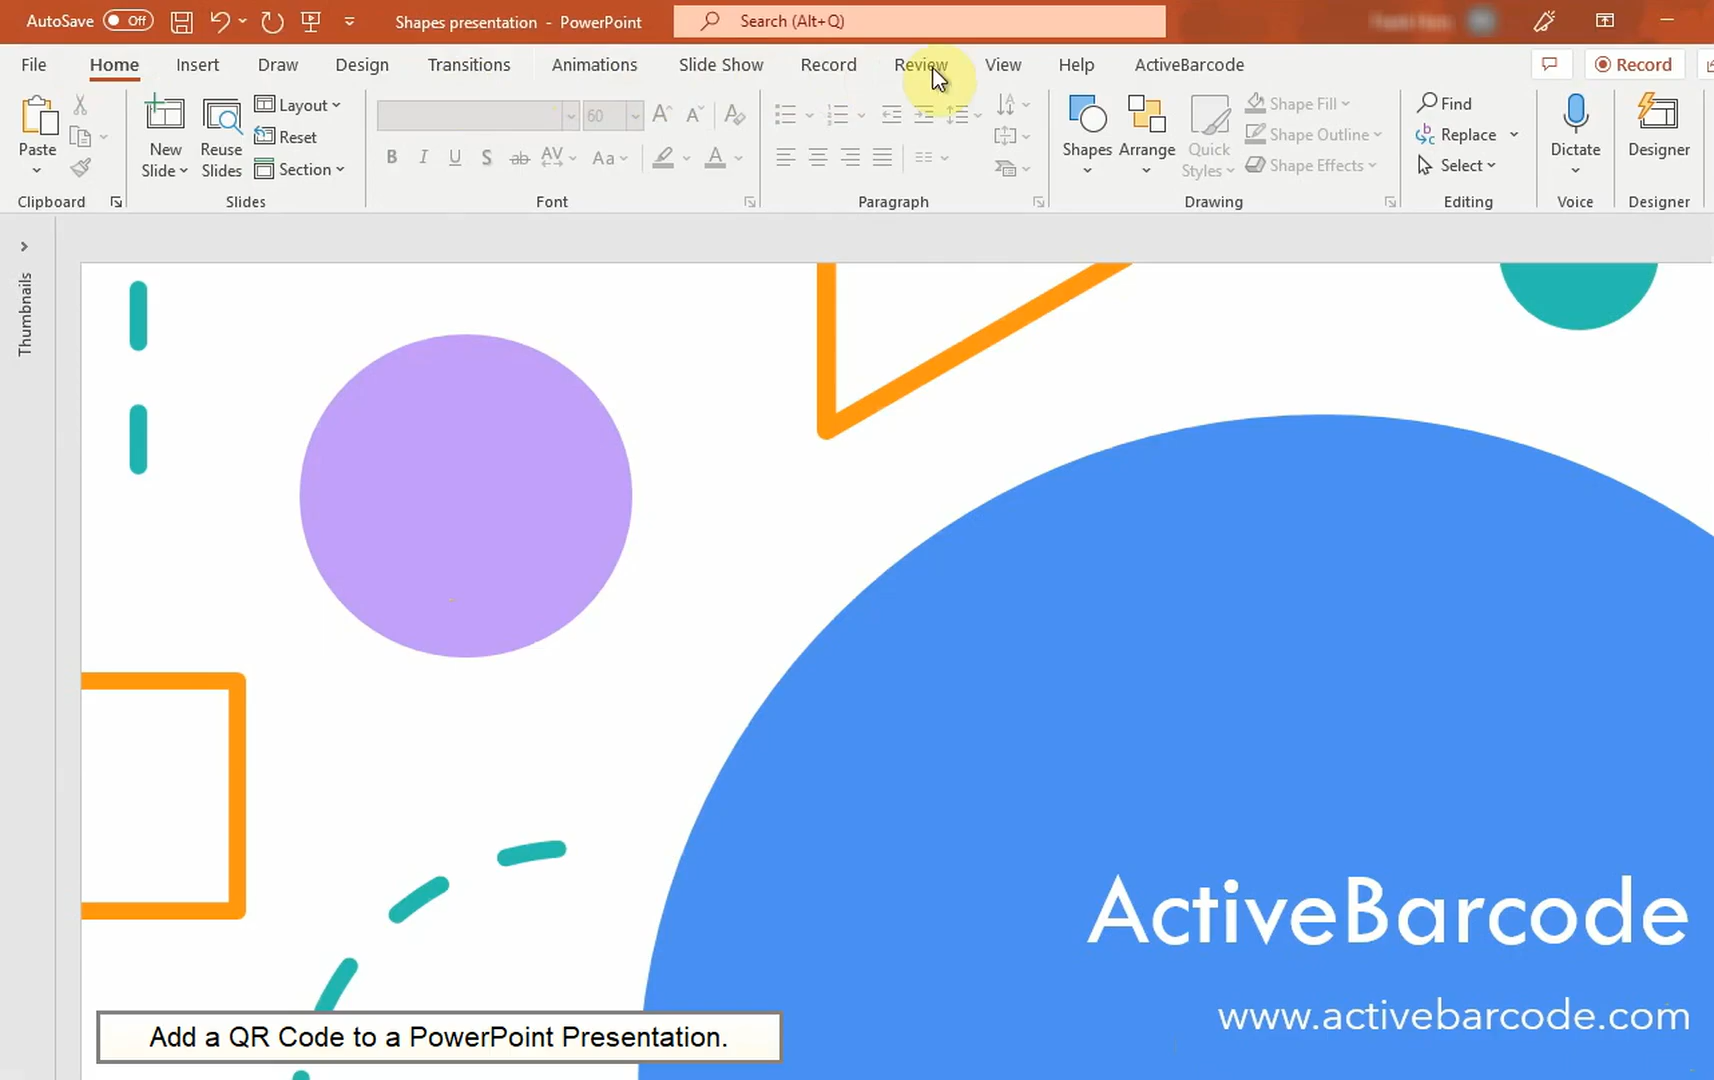 AutoSave Off Shapes presentation - PowerPoint Search (Alt+Q)
File Home Insert Draw Design Transitions Animations Slide Show Record Review View Help ActiveBarcode Record
Paste
New Slide
Reuse Slides
Layout
Reset
Section
60
B I U S ab AV Aa A
Shapes
Arrange
Quick Styles
Shape Fill
Shape Outline
Shape Effects
Find
Replace
Select
Dictate
Designer
Clipboard Slides Font Paragraph Drawing Editing Voice Designer
Thumbnails
ActiveBarcode
www.activebarcode.com
Add a QR Code to a PowerPoint Presentation.